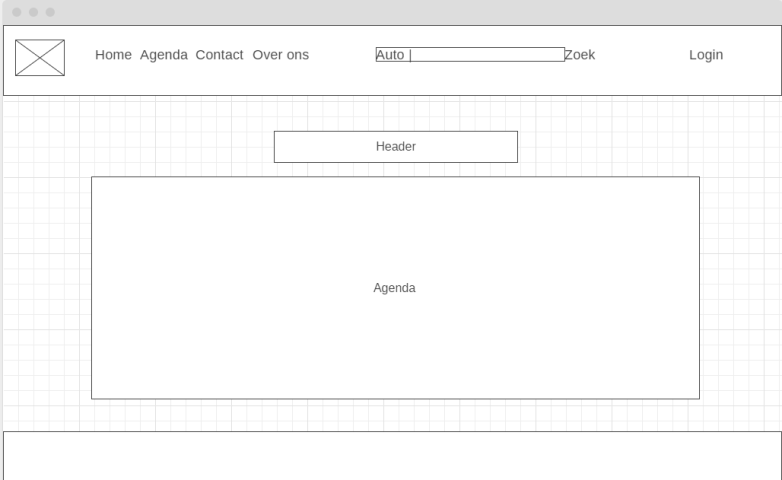 Home Agenda Contact Over ons Auto | Zoek Login
Header
Agenda